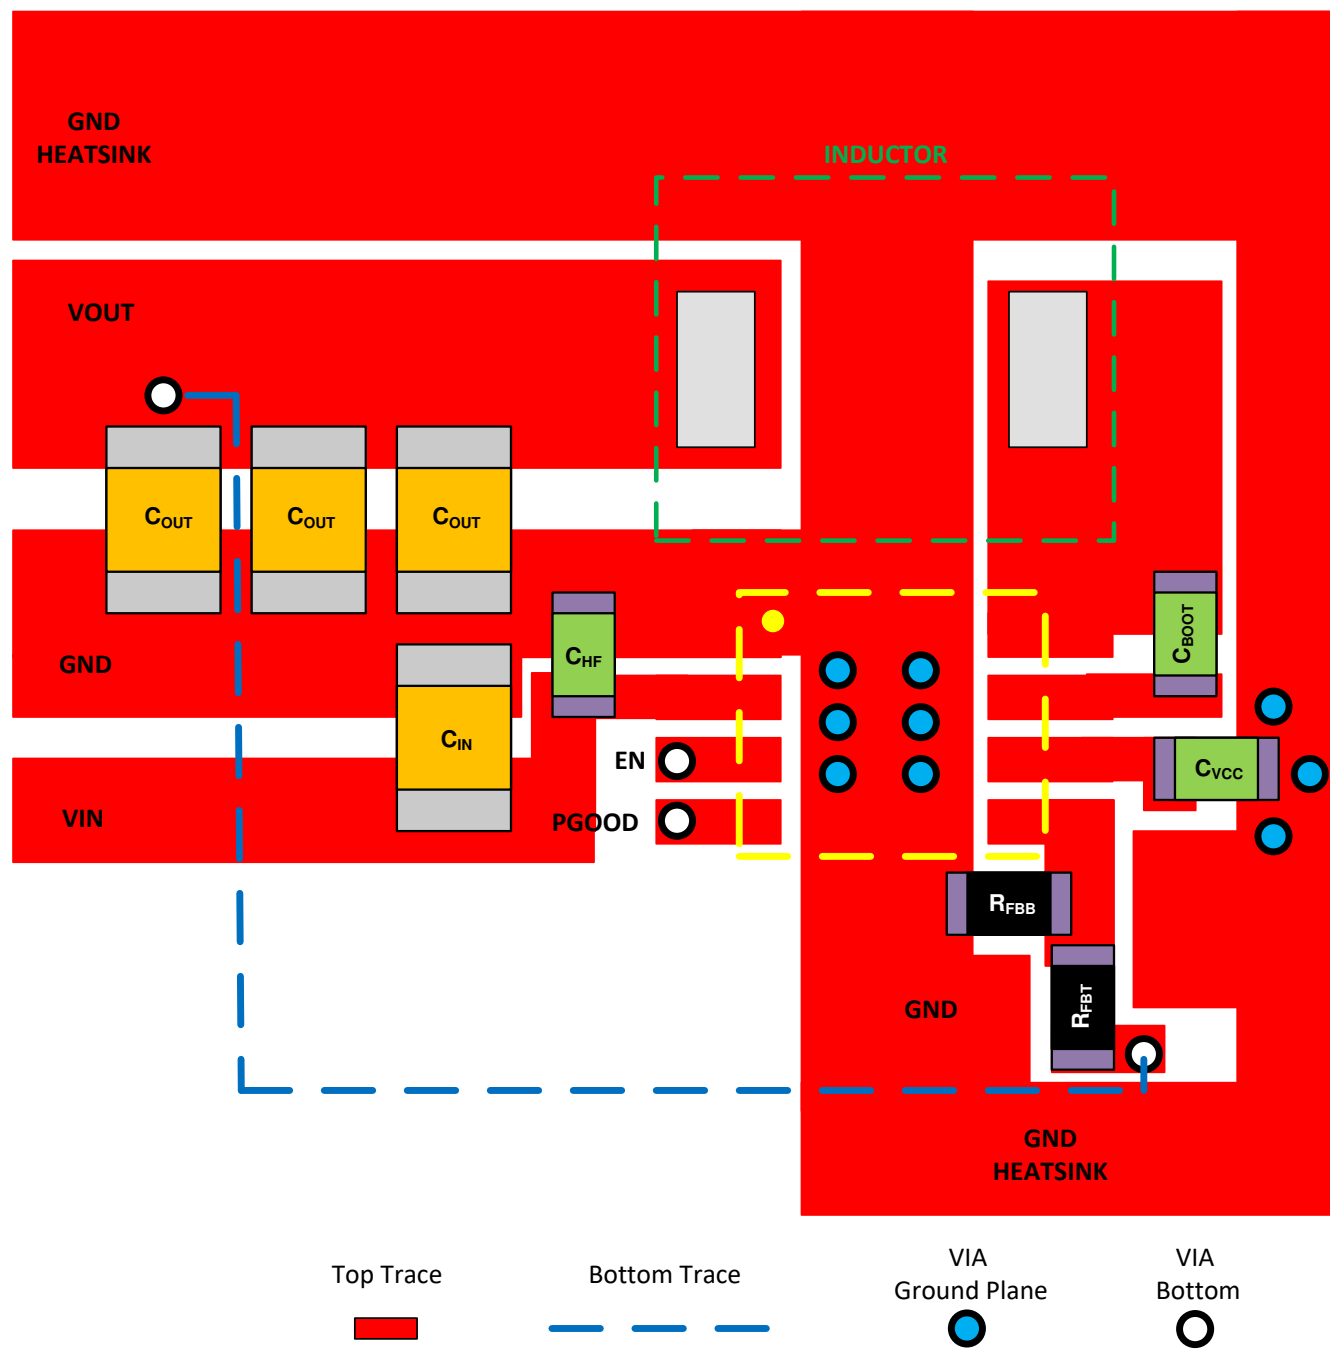 GND
HEATSINK
INDUCTOR
VOUT
COUT
COUT
COUT
GND
CHF
CBOOT
CIN
EN
CVCC
VIN
PGOOD
RFBB
GND
RFBT
GND
HEATSINK
Top Trace
Bottom Trace
VIA
Ground Plane
VIA
Bottom